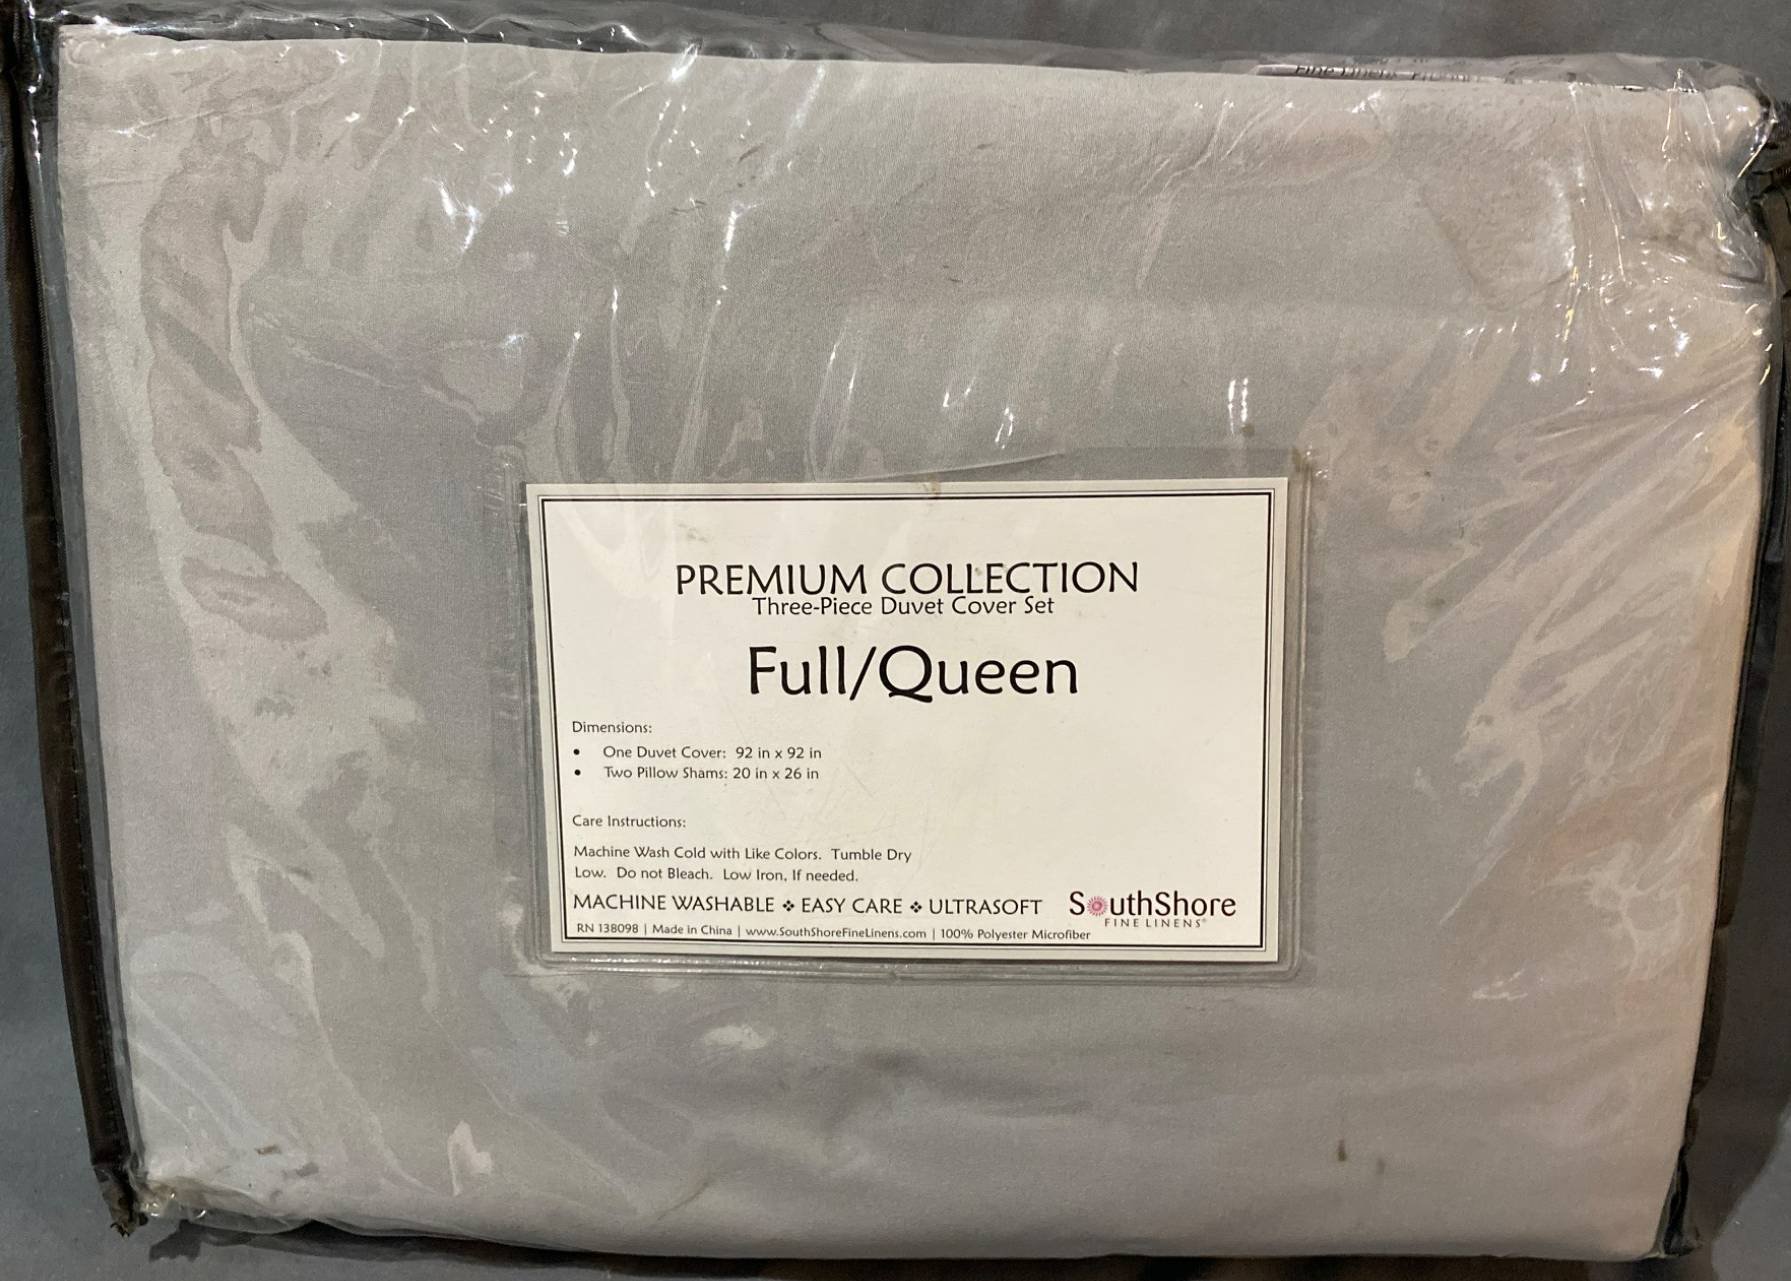 Fine Linens
PREMIUM COLLECTION
Three-Piece Duvet Cover Set
Full/Queen
Dimensions:
• One Duvet Cover: 92 in x 92 in
• Two Pillow Shams: 20 in x 26 in
Care Instructions:
Machine Wash Cold with Like Colors. Tumble Dry
Low. Do not Bleach. Low Iron, If needed.
MACHINE WASHABLE ❖ EASY CARE ❖ ULTRASOFT
SouthShore
FINE LINENS®
RN 138098 | Made in China | www.SouthShoreFineLinens.com | 100% Polyester Microfiber